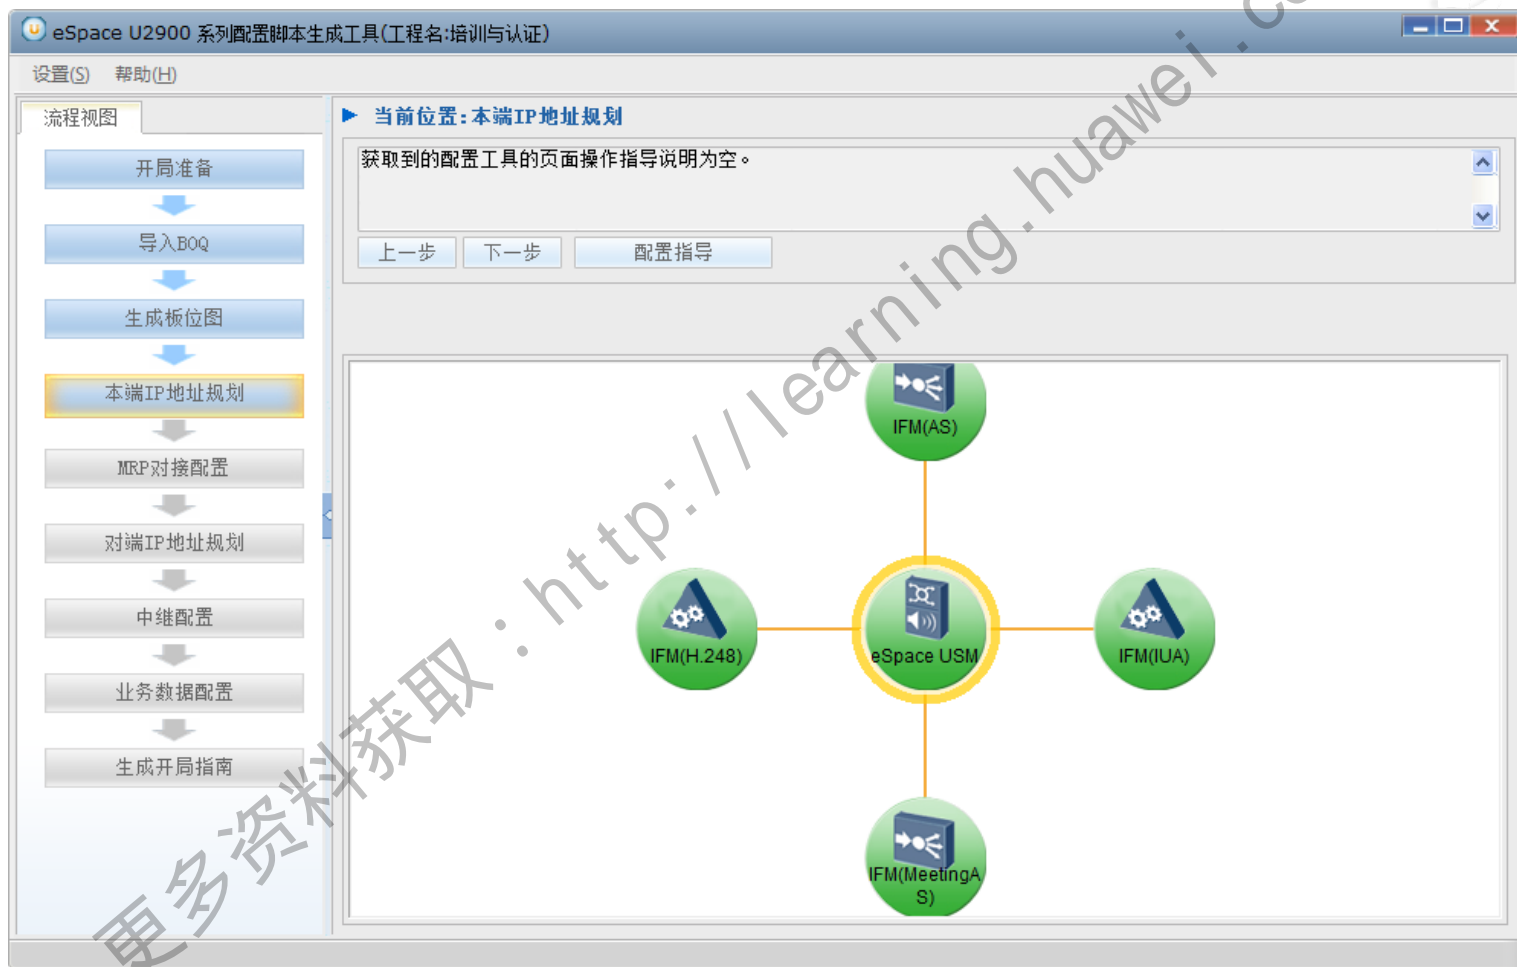 eSpace U2900 系列配置脚本生成工具(工程名:培训与认证)
设置(S) 帮助(H)
流程视图
开局准备
导入BOQ
生成板位图
本端IP地址规划
MRP对接配置
对端IP地址规划
中继配置
业务数据配置
生成开局指南
当前位置:本端IP地址规划
获取到的配置工具的页面操作指导说明为空。
上一步 下一步 配置指导
IFM(AS)
IFM(H.248)
eSpace USM
IFM(IUA)
IFM(MeetingA
S)
更多资料获取：http://learning.huawei.co